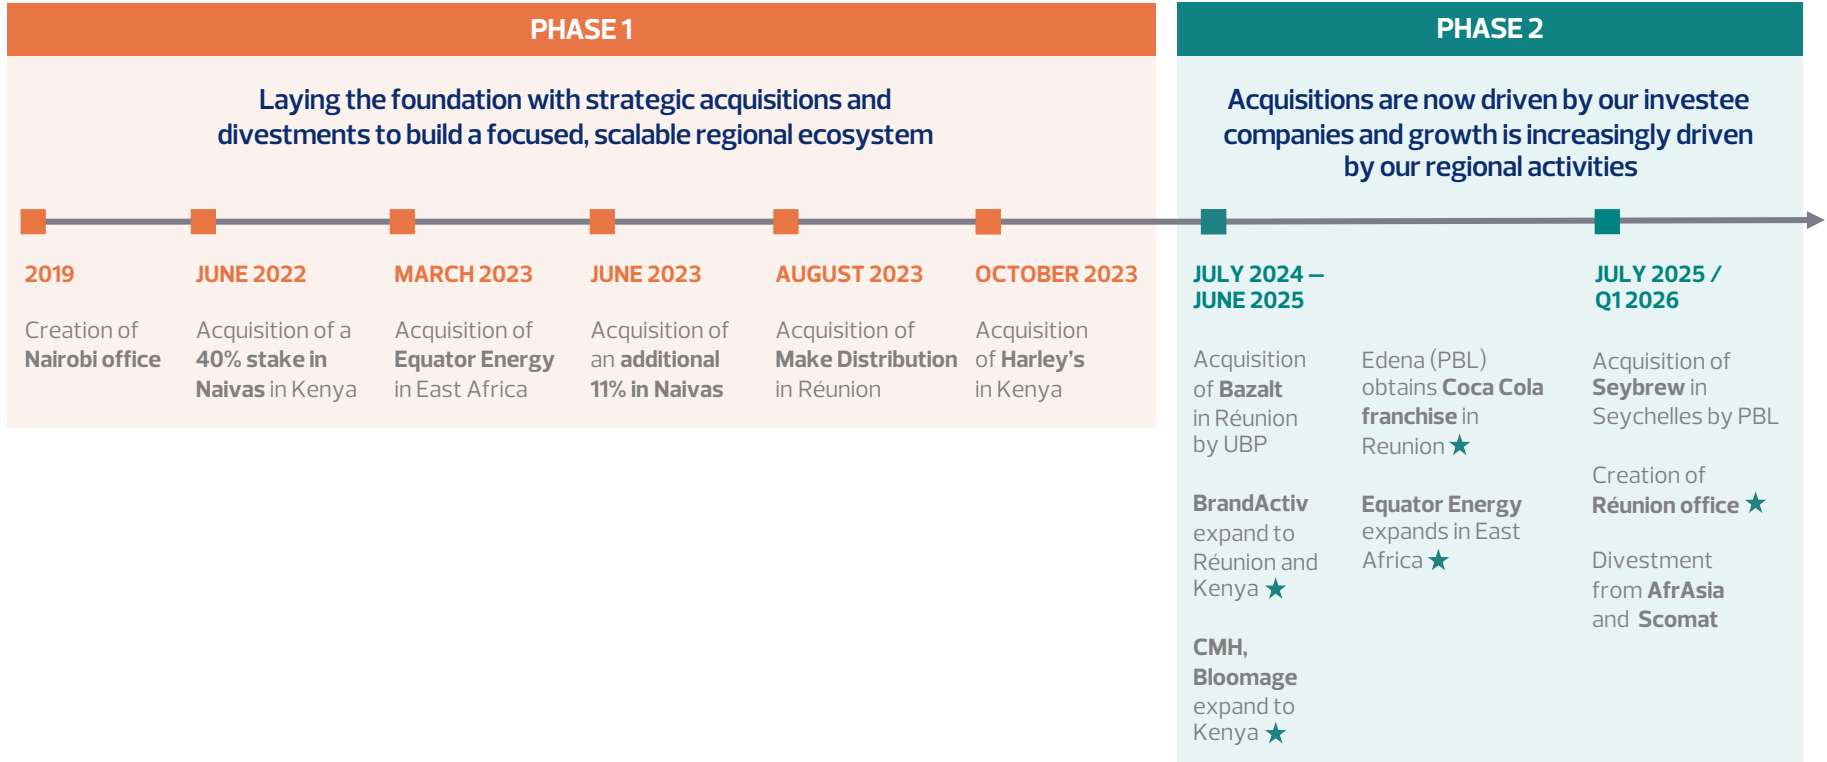 PHASE 1
Laying the foundation with strategic acquisitions and
divestments to build a focused, scalable regional ecosystem
2019
Creation of
Nairobi office
JUNE 2022
Acquisition of a
40% stake in
Naivas in Kenya
MARCH 2023
Acquisition of
Equator Energy
in East Africa
JUNE 2023
Acquisition of
an additional
11% in Naivas
AUGUST 2023
Acquisition of
Make Distribution
in Réunion
OCTOBER 2023
Acquisition
of Harley’s
in Kenya
PHASE 2
Acquisitions are now driven by our investee
companies and growth is increasingly driven
by our regional activities
JULY 2024 –
JUNE 2025
Acquisition
of Bazalt
in Réunion
by UBP
BrandActiv
expand to
Réunion and
Kenya ★
CMH,
Bloomage
expand to
Kenya ★
Edena (PBL)
obtains Coca Cola
franchise in
Reunion ★
Equator Energy
expands in East
Africa ★
JULY 2025 /
Q1 2026
Acquisition of
Seybrew in
Seychelles by PBL
Creation of
Réunion office ★
Divestment
from AfrAsia
and Scomat